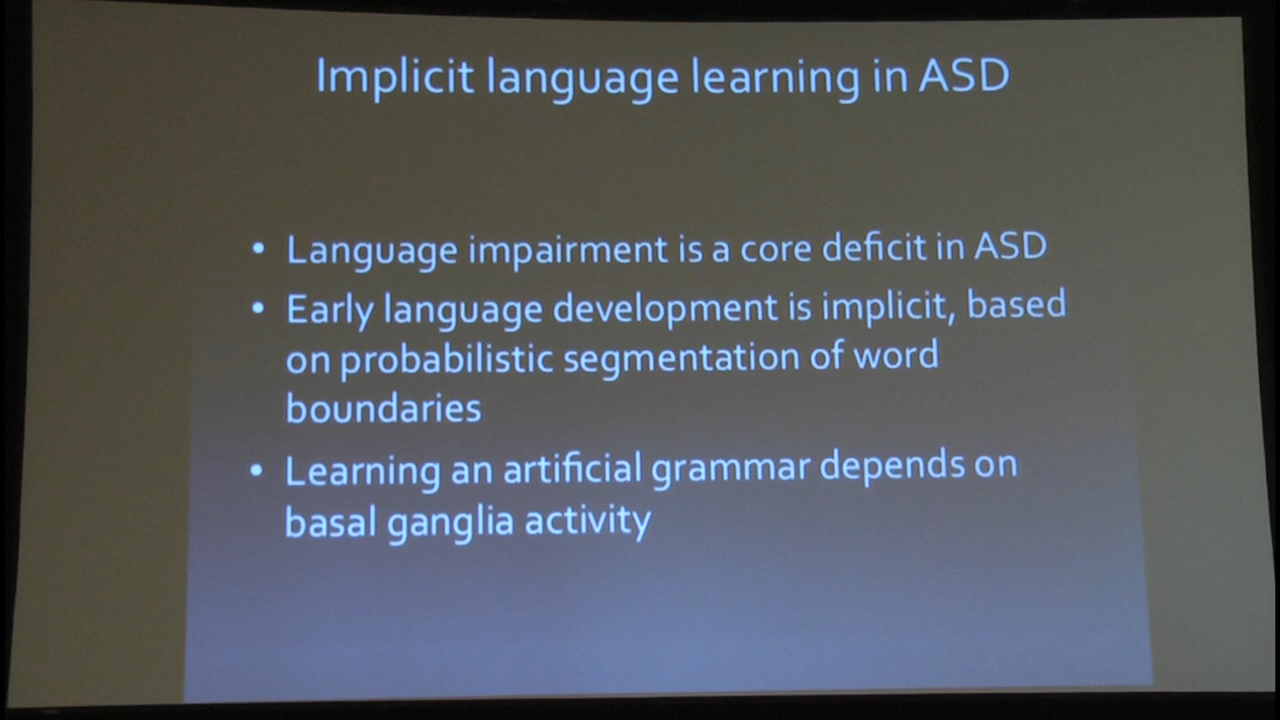 Implicit language learning in ASD
• Language impairment is a core deficit in ASD
• Early language development is implicit, based
on probabilistic segmentation of word
boundaries
• Learning an artificial grammar depends on
basal ganglia activity